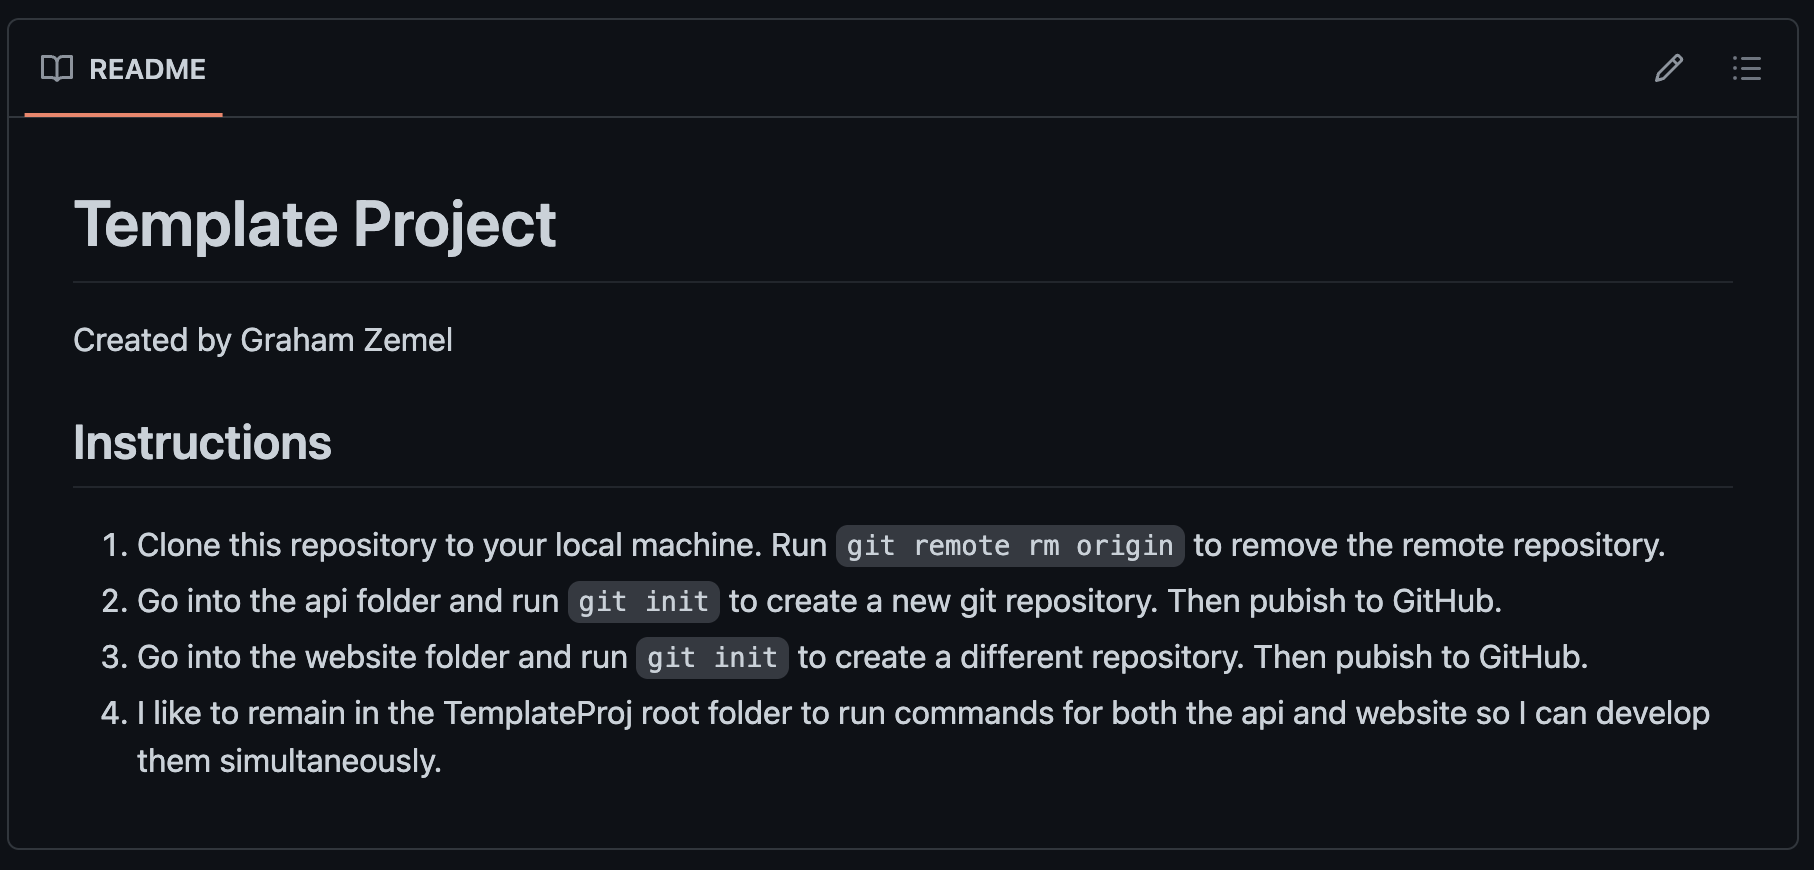 README
Template Project
Created by Graham Zemel
Instructions
1. Clone this repository to your local machine. Run git remote rm origin to remove the remote repository.
2. Go into the api folder and run git init to create a new git repository. Then pubish to GitHub.
3. Go into the website folder and run git init to create a different repository. Then pubish to GitHub.
4. I like to remain in the TemplateProj root folder to run commands for both the api and website so I can develop
them simultaneously.